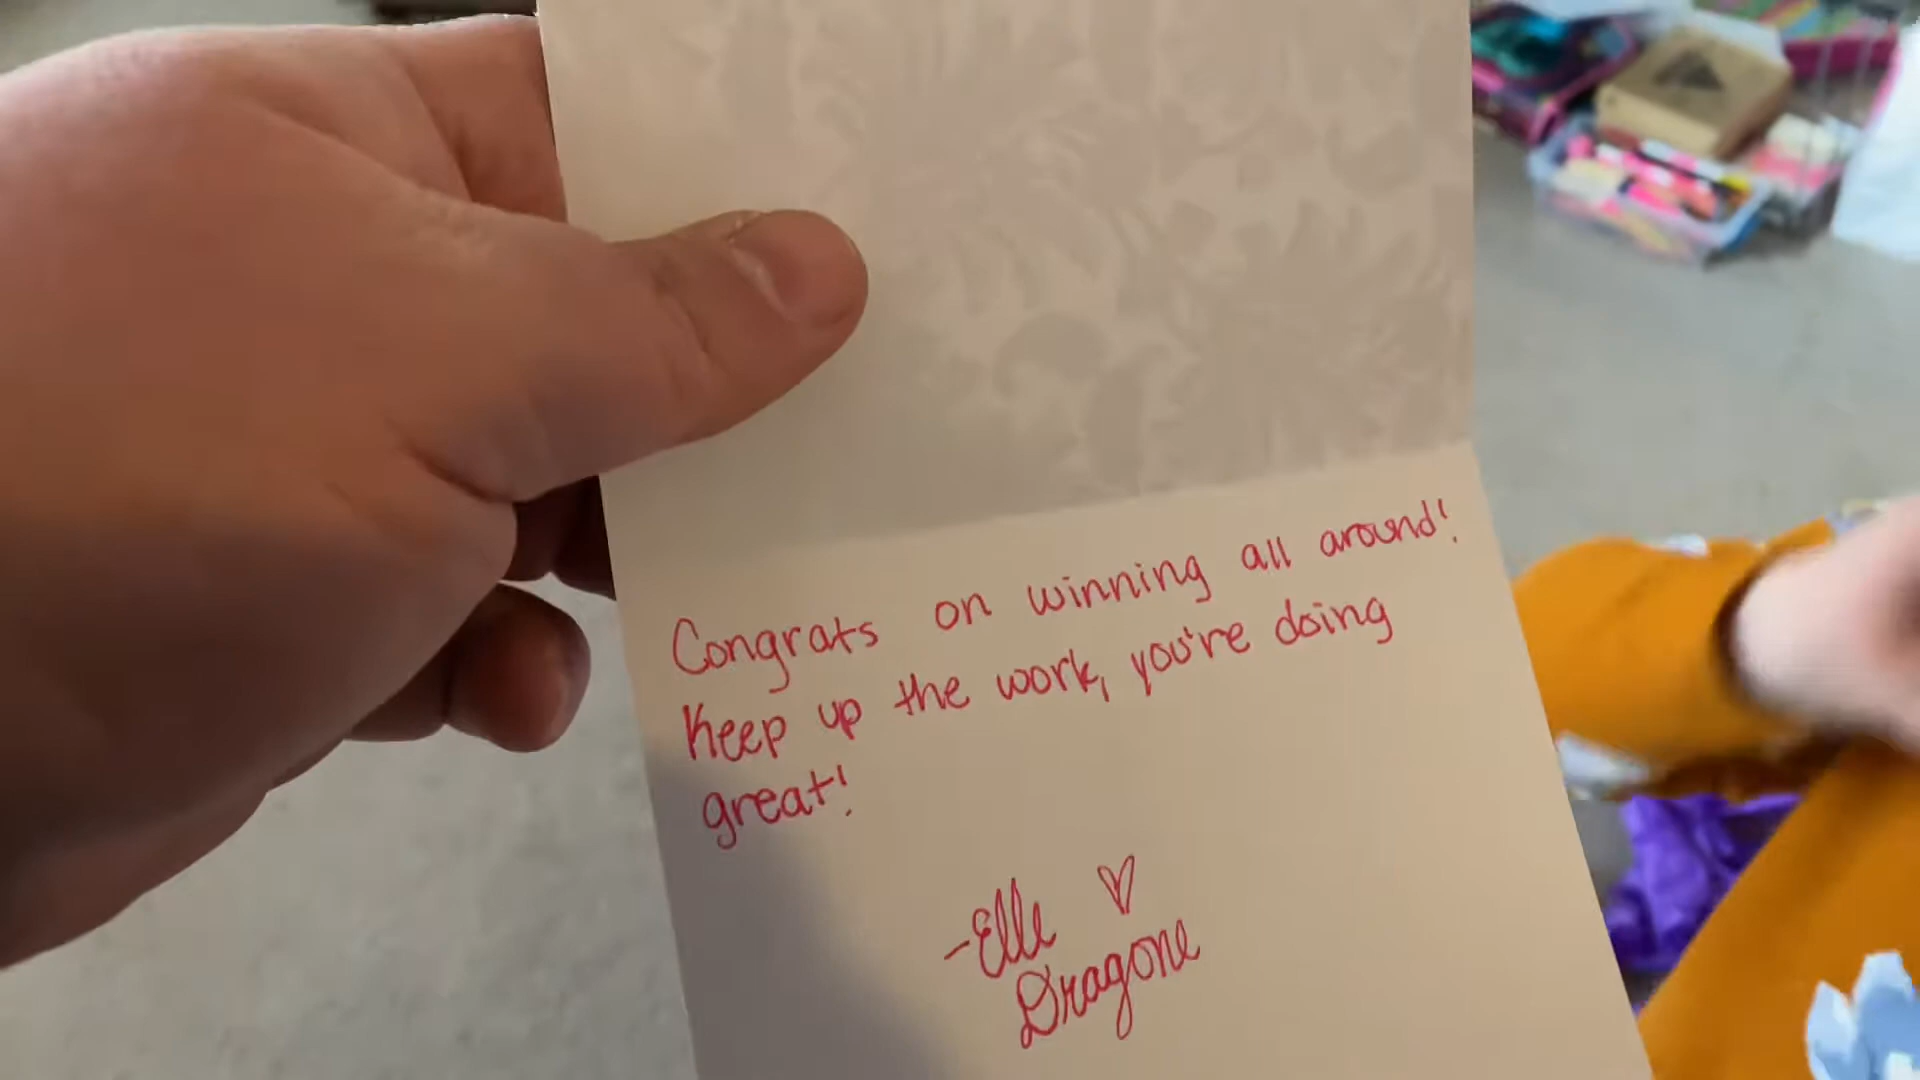 Congrats on winning all around!
Keep up the work, you're doing
great!
-Elle ♡
Dragone